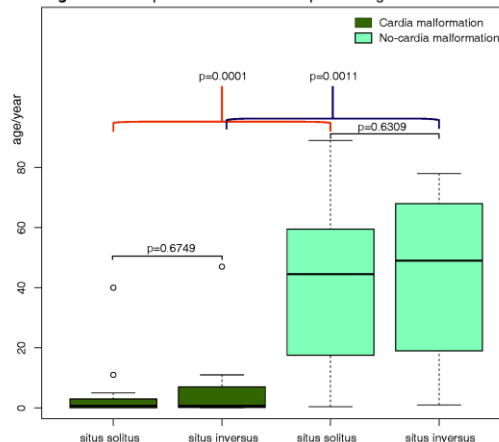 Cardia malformation
No-cardia malformation
p=0.0001
p=0.0011
p=0.6309
p=0.6749
age/year
80
60
40
20
0
situs solitus
situs inversus
situs solitus
situs inversus